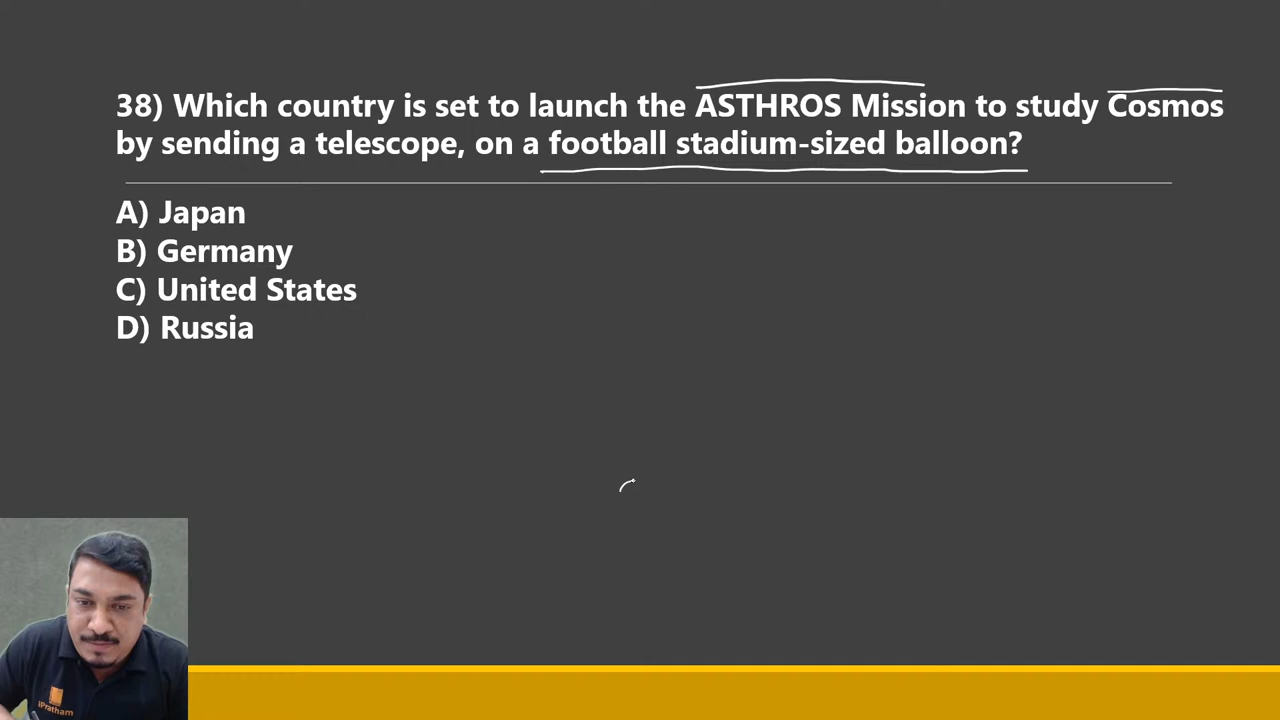 38) Which country is set to launch the ASTHROS Mission to study Cosmos
by sending a telescope, on a football stadium-sized balloon?
A) Japan
B) Germany
C) United States
D) Russia
iPratham